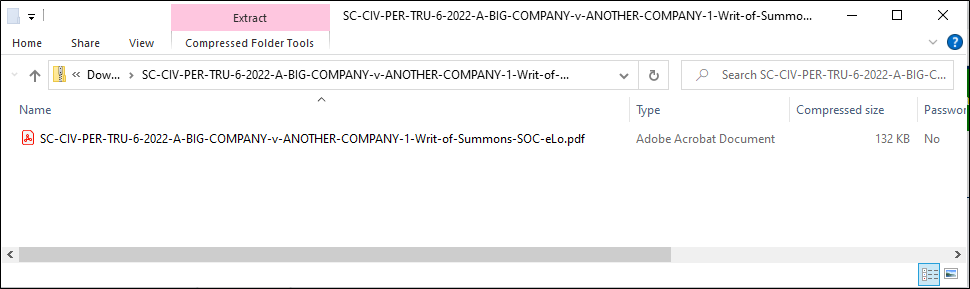 Extract
SC-CIV-PER-TRU-6-2022-A-BIG-COMPANY-v-ANOTHER-COMPANY-1-Writ-of-Summo...
Home Share View Compressed Folder Tools
« Dow... > SC-CIV-PER-TRU-6-2022-A-BIG-COMPANY-v-ANOTHER-COMPANY-1-Writ-of-...
Search SC-CIV-PER-TRU-6-2022-A-BIG-C...
Name Type Compressed size Passwor
SC-CIV-PER-TRU-6-2022-A-BIG-COMPANY-v-ANOTHER-COMPANY-1-Writ-of-Summons-SOC-eLo.pdf Adobe Acrobat Document 132 KB No